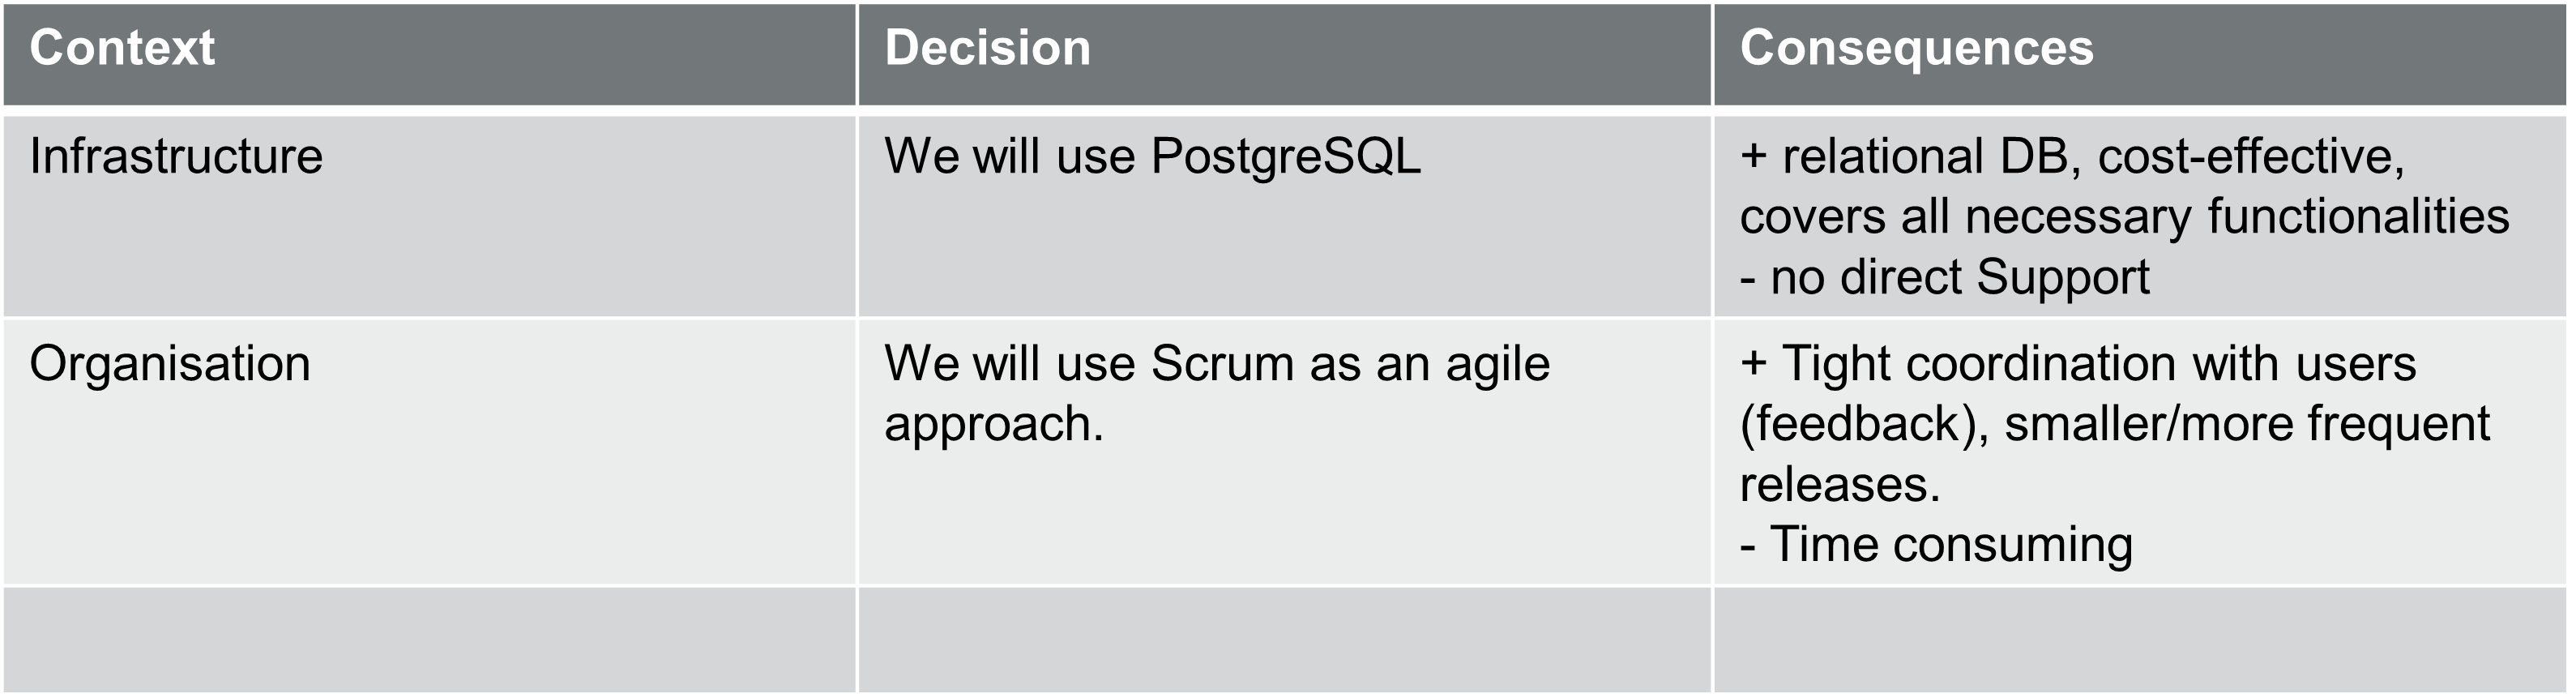 Context
Decision
Consequences
Infrastructure
We will use PostgreSQL
+ relational DB, cost-effective,
covers all necessary functionalities
- no direct Support
Organisation
We will use Scrum as an agile
approach.
+ Tight coordination with users
(feedback), smaller/more frequent
releases.
- Time consuming